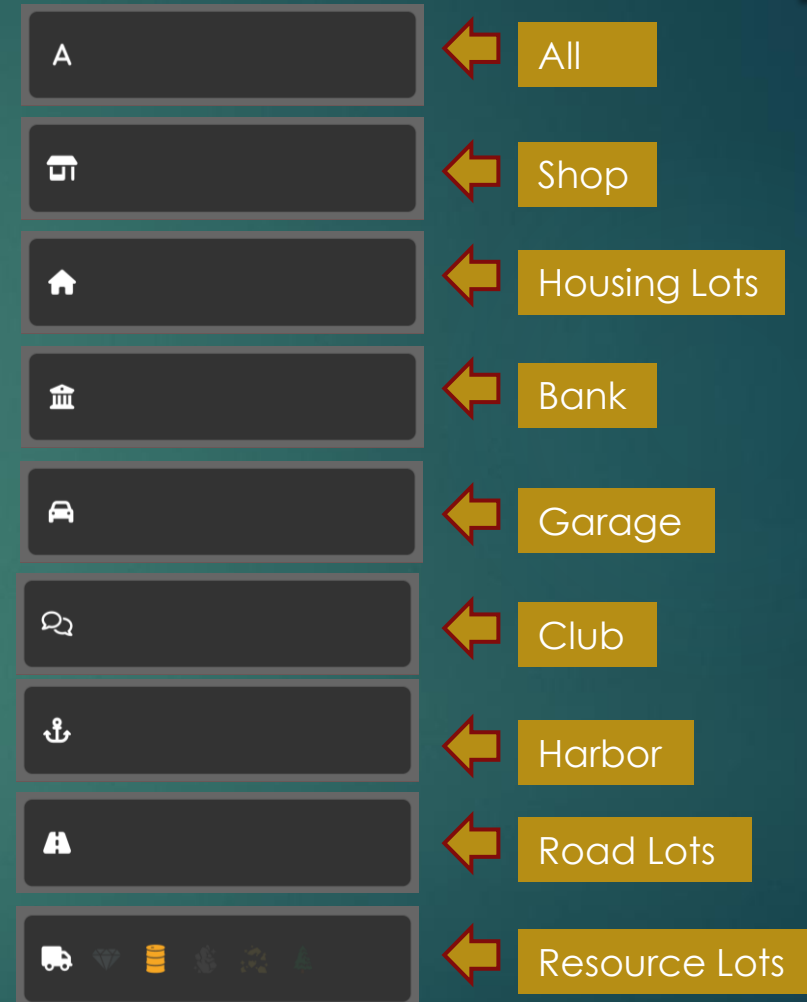 A
All
Shop
Housing Lots
Bank
Garage
Club
Harbor
Road Lots
Resource Lots